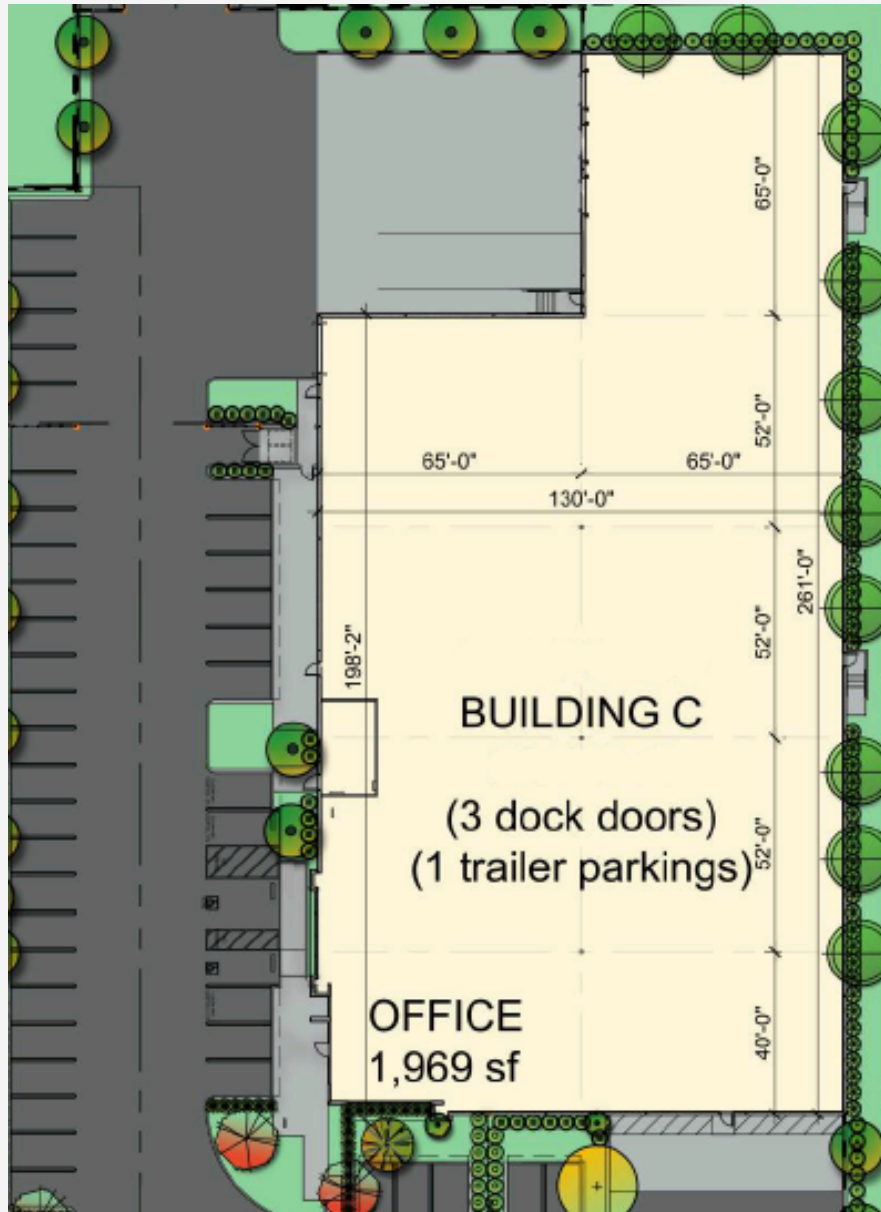 65'-0"
52'-0"
65'-0" 65'-0"
130'-0"
261'-0"
52'-0"
198'-2"
BUILDING C
(3 dock doors)
(1 trailer parkings)
52'-0"
OFFICE
1,969 sf
40'-0"